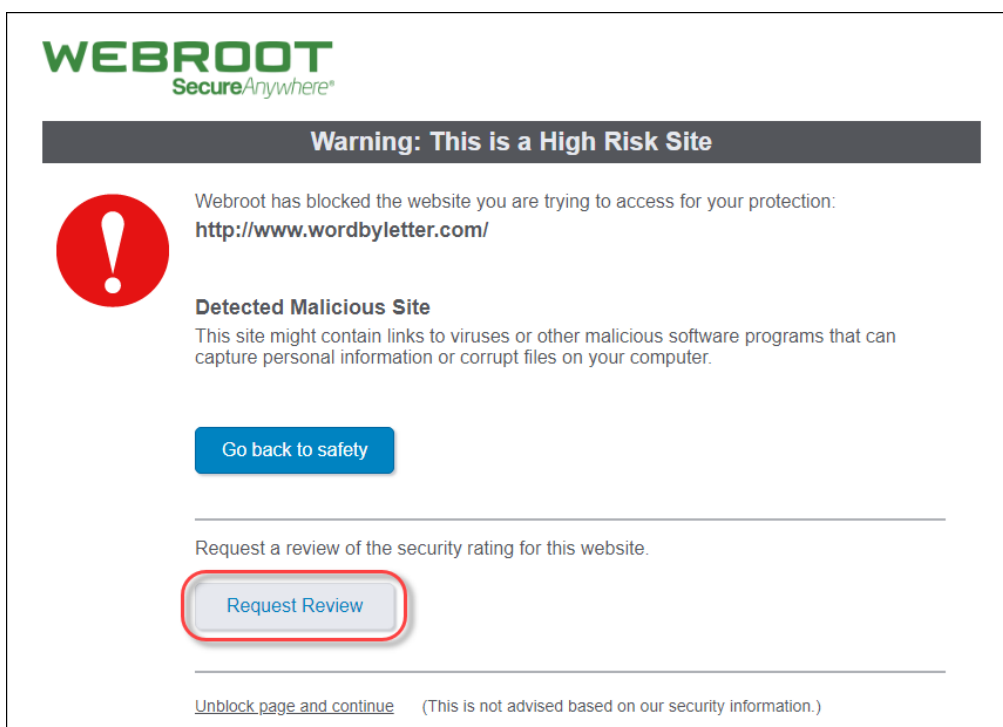 WEBROOT
SecureAnywhere®
Warning: This is a High Risk Site
Webroot has blocked the website you are trying to access for your protection:
http://www.wordbyletter.com/
Detected Malicious Site
This site might contain links to viruses or other malicious software programs that can
capture personal information or corrupt files on your computer.
Go back to safety
Request a review of the security rating for this website.
Request Review
Unblock page and continue (This is not advised based on our security information.)